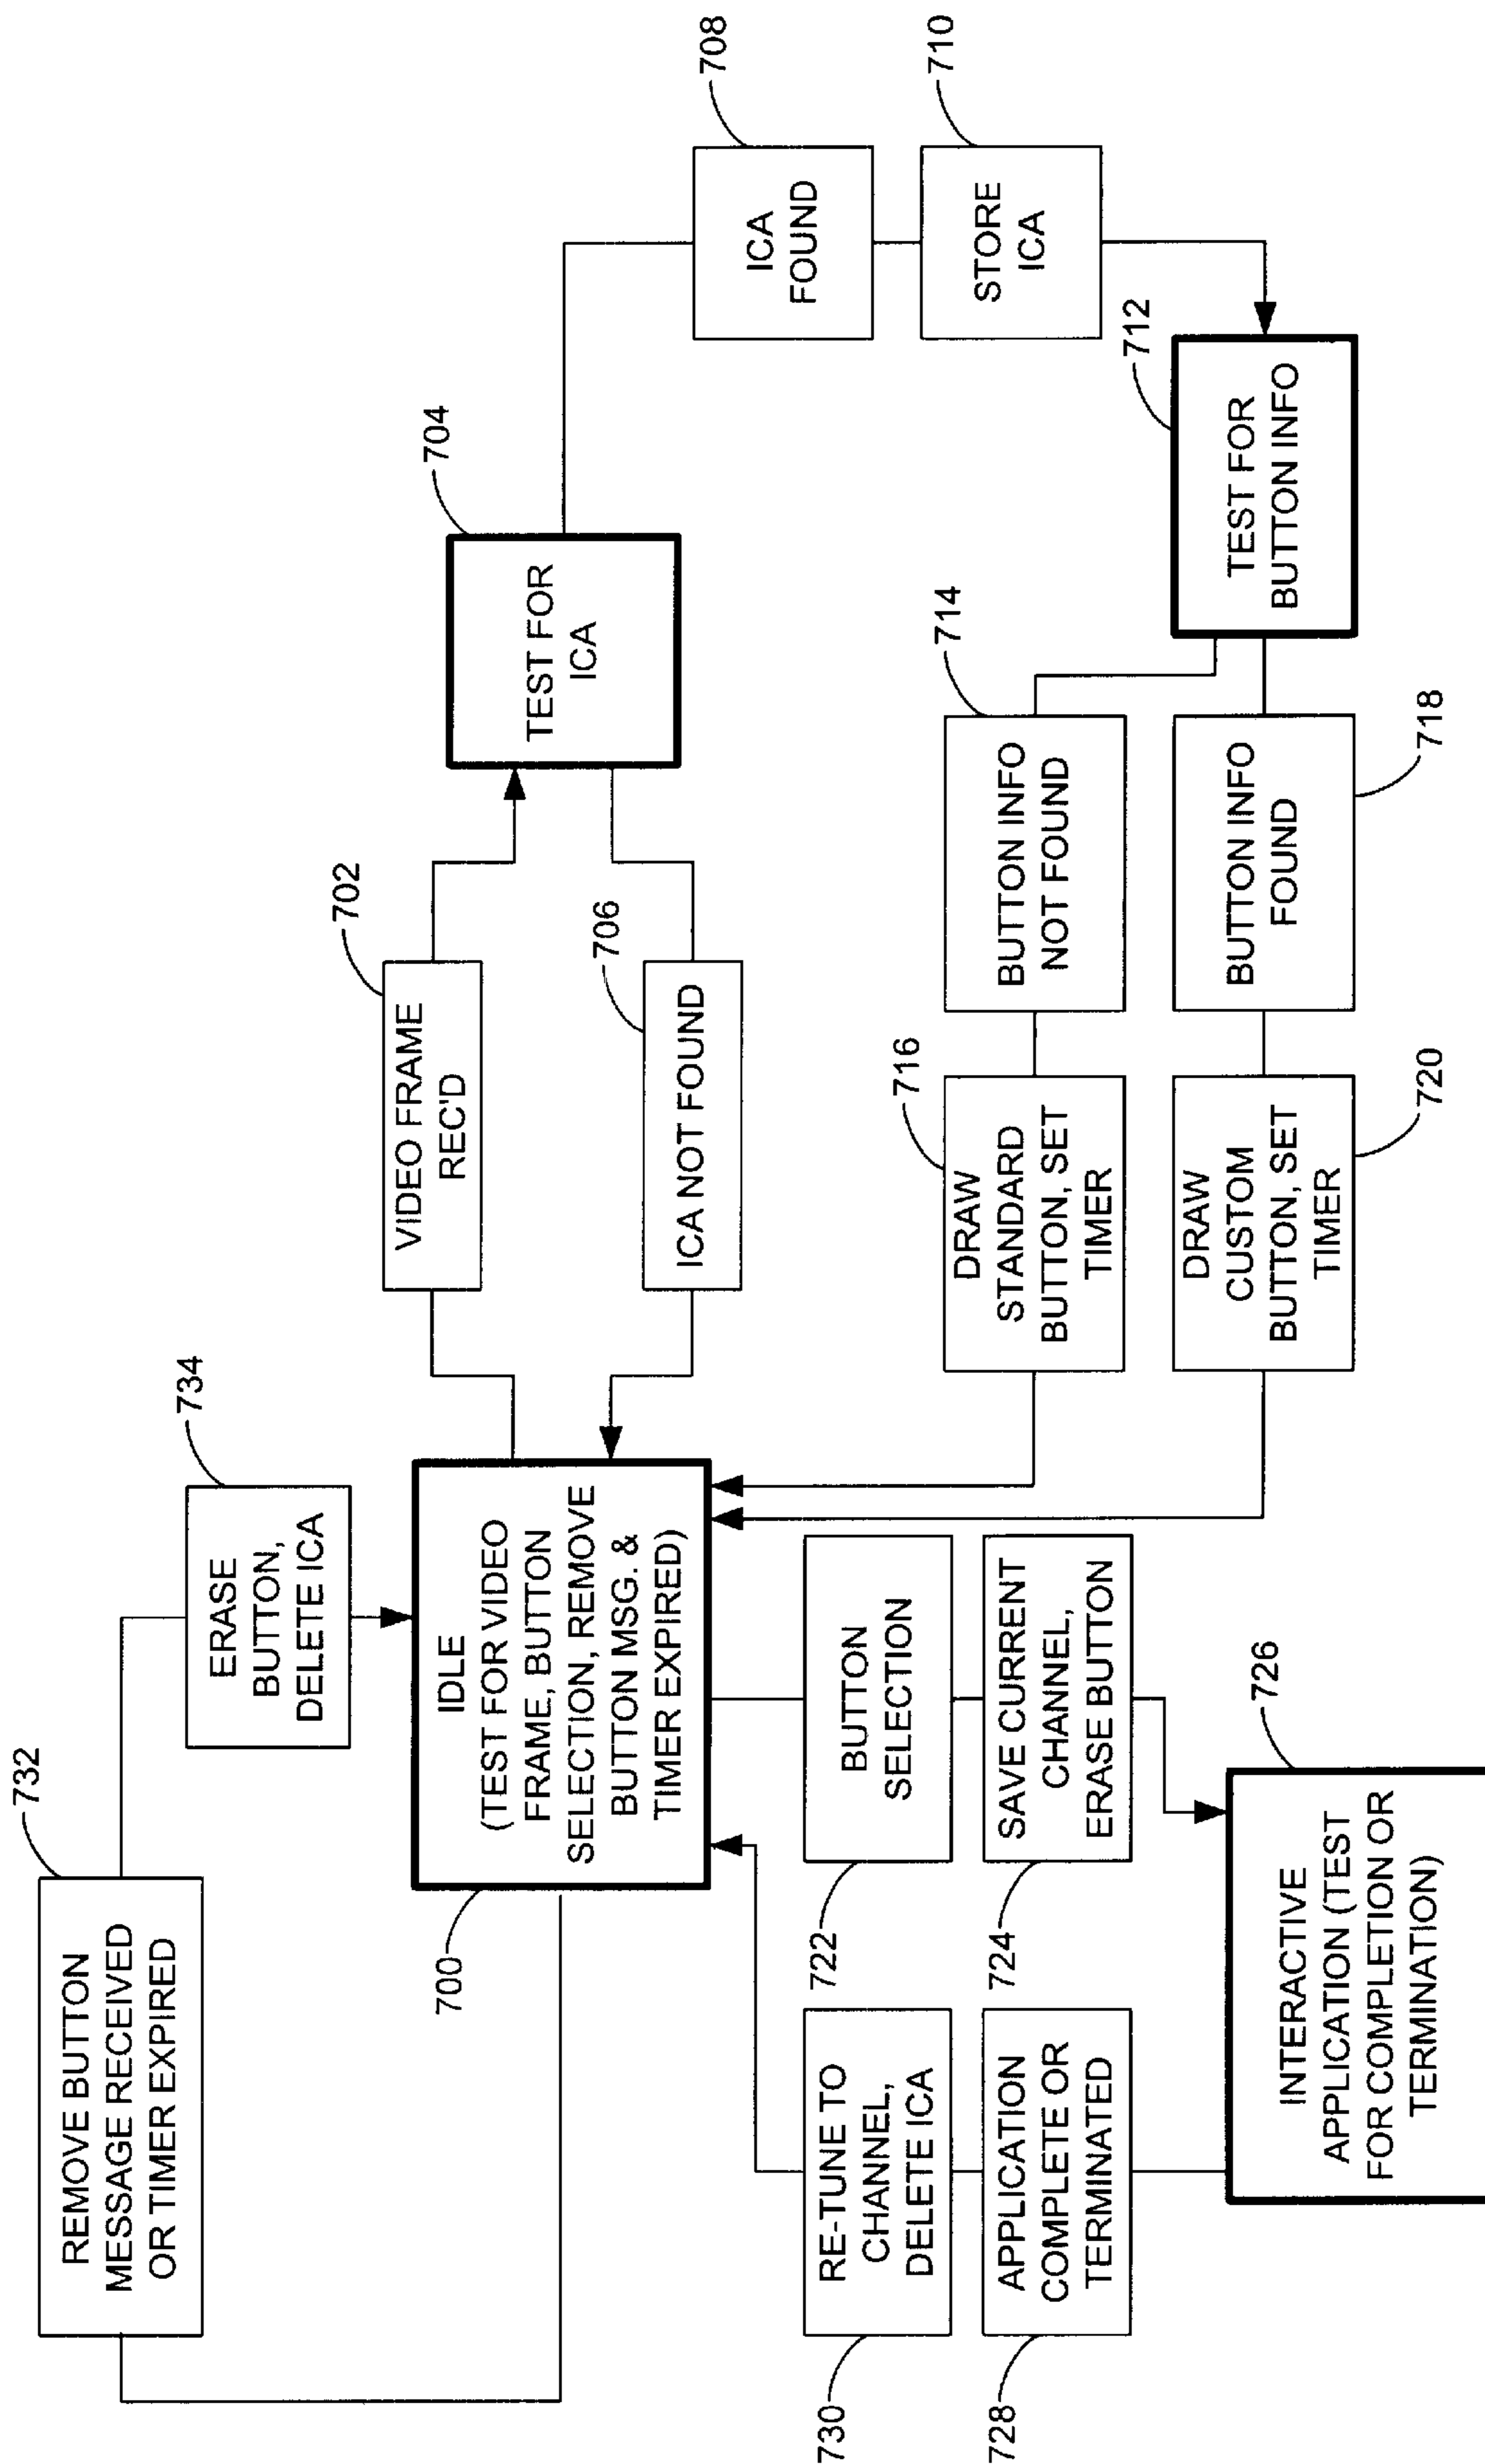 732
REMOVE BUTTON
MESSAGE RECEIVED
OR TIMER EXPIRED
734
ERASE
BUTTON,
DELETE ICA
700
IDLE
(TEST FOR VIDEO
FRAME, BUTTON
SELECTION, REMOVE
BUTTON MSG. &
TIMER EXPIRED)
702
VIDEO FRAME
REC'D
704
TEST FOR
ICA
706
ICA NOT FOUND
708
ICA
FOUND
710
STORE
ICA
712
TEST FOR
BUTTON INFO
714
BUTTON INFO
NOT FOUND
716
DRAW
STANDARD
BUTTON, SET
TIMER
718
BUTTON INFO
FOUND
720
DRAW
CUSTOM
BUTTON, SET
TIMER
722
BUTTON
SELECTION
724
SAVE CURRENT
CHANNEL,
ERASE BUTTON
726
INTERACTIVE
APPLICATION (TEST
FOR COMPLETION OR
TERMINATION)
728
APPLICATION
COMPLETE OR
TERMINATED
730
RE-TUNE TO
CHANNEL,
DELETE ICA